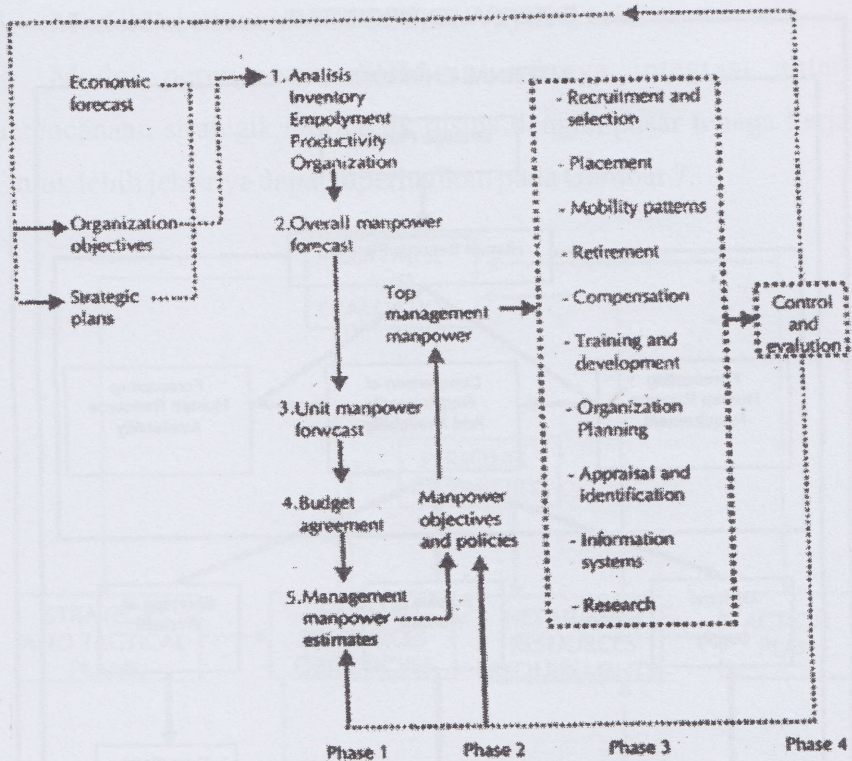 Economic
forecast
Organization
objectives
Strategic
plans
1. Analisis
Inventory
Empolyment
Productivity
Organization
2. Overall manpower
forecast
3. Unit manpower
forwcast
4. Budget
agreement
5. Management
manpower
estimates
Top
management
manpower
Manpower
objectives
and policies
- Recruitment and
selection
- Placement
- Mobility patterns
- Retirement
- Compensation
- Training and
development
- Organization
Planning
- Appraisal and
identification
- Information
systems
- Research
Control
and
evalution
Phase 1
Phase 2
Phase 3
Phase 4